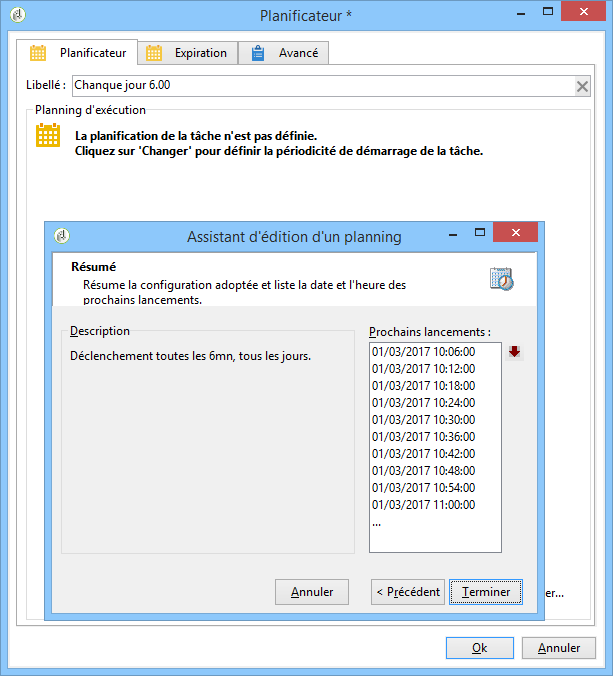 Planificateur *
Planificateur
Expiration
Avancé
Libellé :
Chanque jour 6.00
Planning d'exécution
La planification de la tâche n'est pas définie.
Cliquez sur 'Changer' pour définir la périodicité de démarrage de la tâche.
Assistant d'édition d'un planning
Résumé
Résume la configuration adoptée et liste la date et l'heure des
prochains lancements.
Description
Déclenchement toutes les 6mn, tous les jours.
Prochains lancements :
01/03/2017 10:06:00
01/03/2017 10:12:00
01/03/2017 10:18:00
01/03/2017 10:24:00
01/03/2017 10:30:00
01/03/2017 10:36:00
01/03/2017 10:42:00
01/03/2017 10:48:00
01/03/2017 10:54:00
01/03/2017 11:00:00
...
Annuler
< Précédent
Terminer
er...
Ok
Annuler